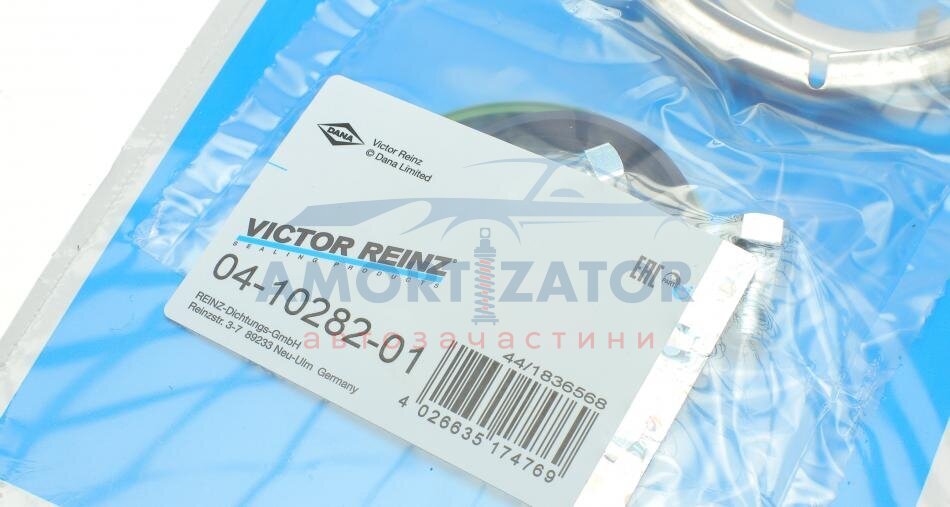 DANA
Victor Reinz
© Dana Limited
VICTOR REINZ®
SEALING PRODUCTS
04-10282-01
REINZ-Dichtungs-GmbH
Reinzstr. 3-7 89233 Neu-Ulm Germany
EAC
44/1836568
4 026635 174769
AMORTIZATOR
автозапчастини